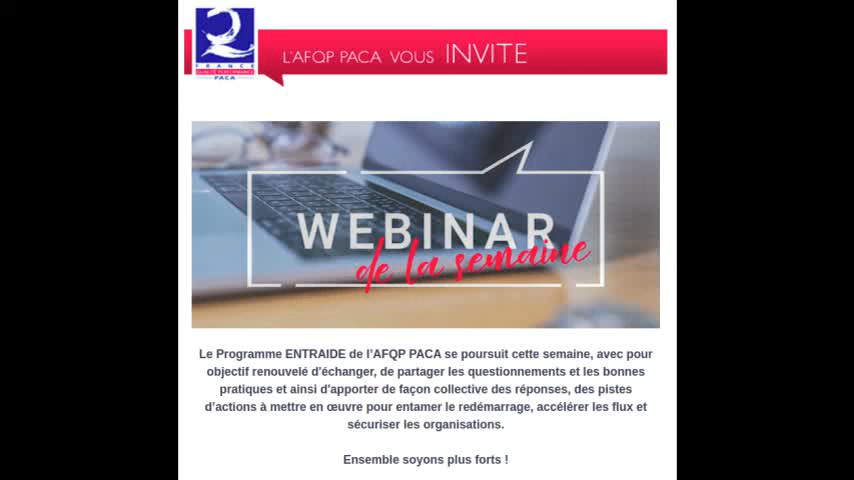 FRANCE
QUALITÉ PERFORMANCE
PACA
L'AFQP PACA VOUS INVITE
WEBINAR
de la semaine
Le Programme ENTRAIDE de l'AFQP PACA se poursuit cette semaine, avec pour
objectif renouvelé d'échanger, de partager les questionnements et les bonnes
pratiques et ainsi d'apporter de façon collective des réponses, des pistes
d'actions à mettre en œuvre pour entamer le redémarrage, accélérer les flux et
sécuriser les organisations.
Ensemble soyons plus forts !